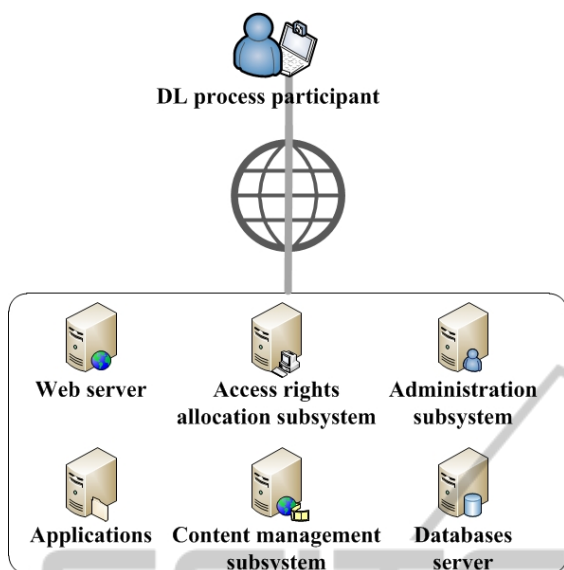 DL process participant
Web server
Access rights
allocation subsystem
Administration
subsystem
Applications
Content management
subsystem
Databases
server